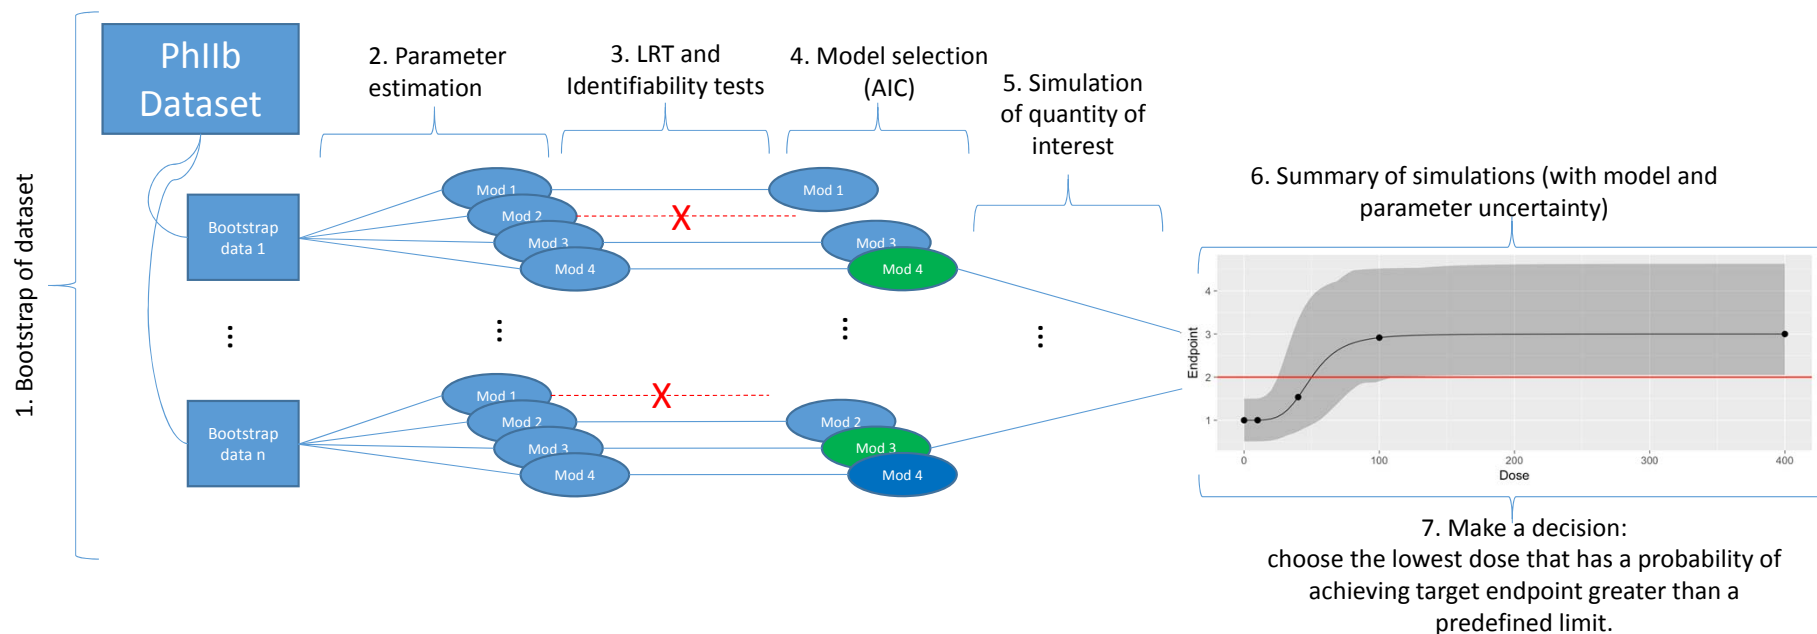 1. Bootstrap of dataset
PhIIb
Dataset
2. Parameter
estimation
3. LRT and
Identifiability tests
4. Model selection
(AIC)
5. Simulation
of quantity of
interest
6. Summary of simulations (with model and
parameter uncertainty)
Bootstrap
data 1
Mod 1
Mod 2
Mod 3
Mod 4
X
Mod 1
Mod 3
Mod 4
...
...
...
...
Bootstrap
data n
Mod 1
Mod 2
Mod 3
Mod 4
X
Mod 2
Mod 3
Mod 4
Endpoint
4
3
2
1
0
100
200
300
400
Dose
7. Make a decision:
choose the lowest dose that has a probability of
achieving target endpoint greater than a
predefined limit.